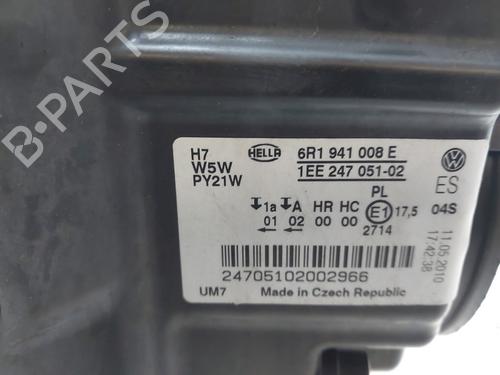 H7
W5W
PY21W
HELLA
6R1 941 008 E
1EE 247 051-02
ES
PL
1a A HR HC E1 17,5 04S
01 02 00 00 2714
11.05.2010
17:42:38
24705102002966
UM7 Made in Czech Republic
B-PARTS